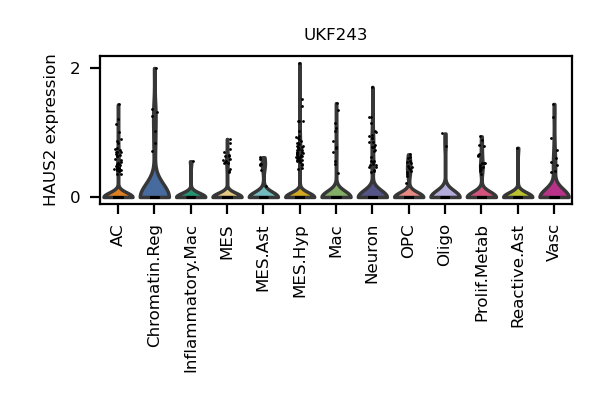 UKF243
HAUS2 expression
2
0
AC
Chromatin.Reg
Inflammatory.Mac
MES
MES.Ast
MES.Hyp
Mac
Neuron
OPC
Oligo
Prolif.Metab
Reactive.Ast
Vasc